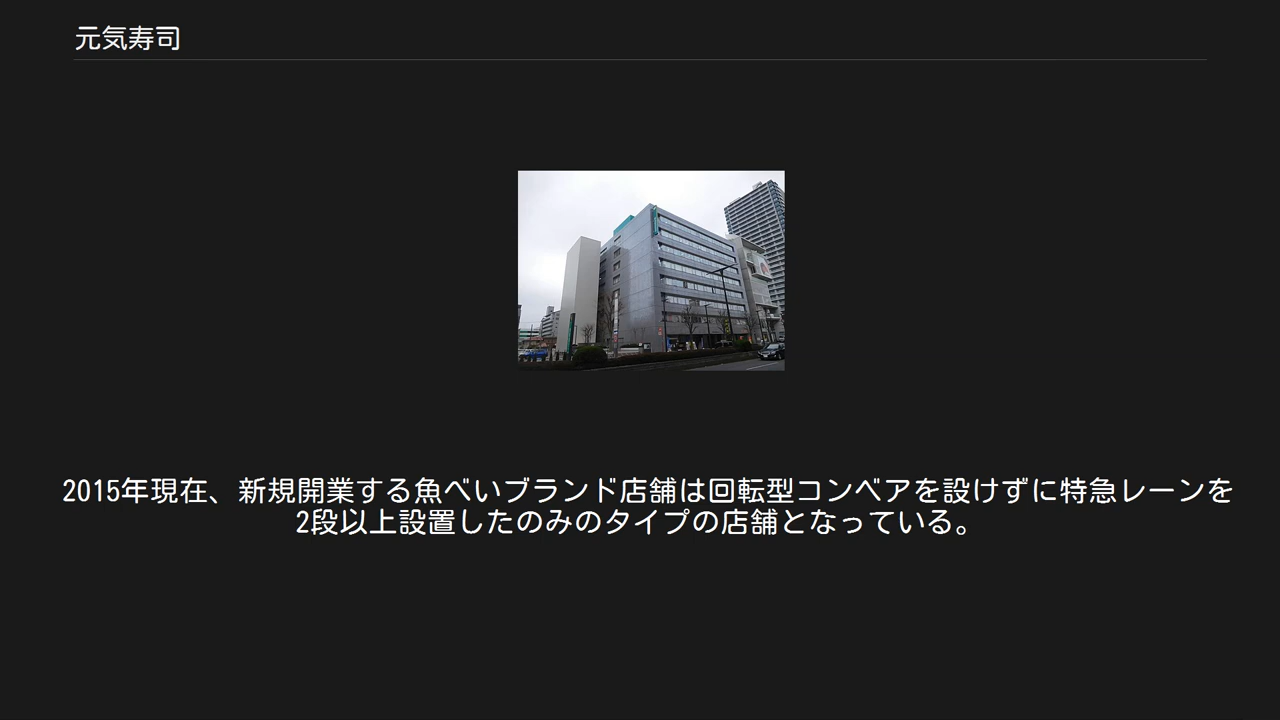 元気寿司
2015年現在、新規開業する魚べいブランド店舗は回転型コンベアを設けずに特急レーンを
2段以上設置したのみのタイプの店舗となっている。